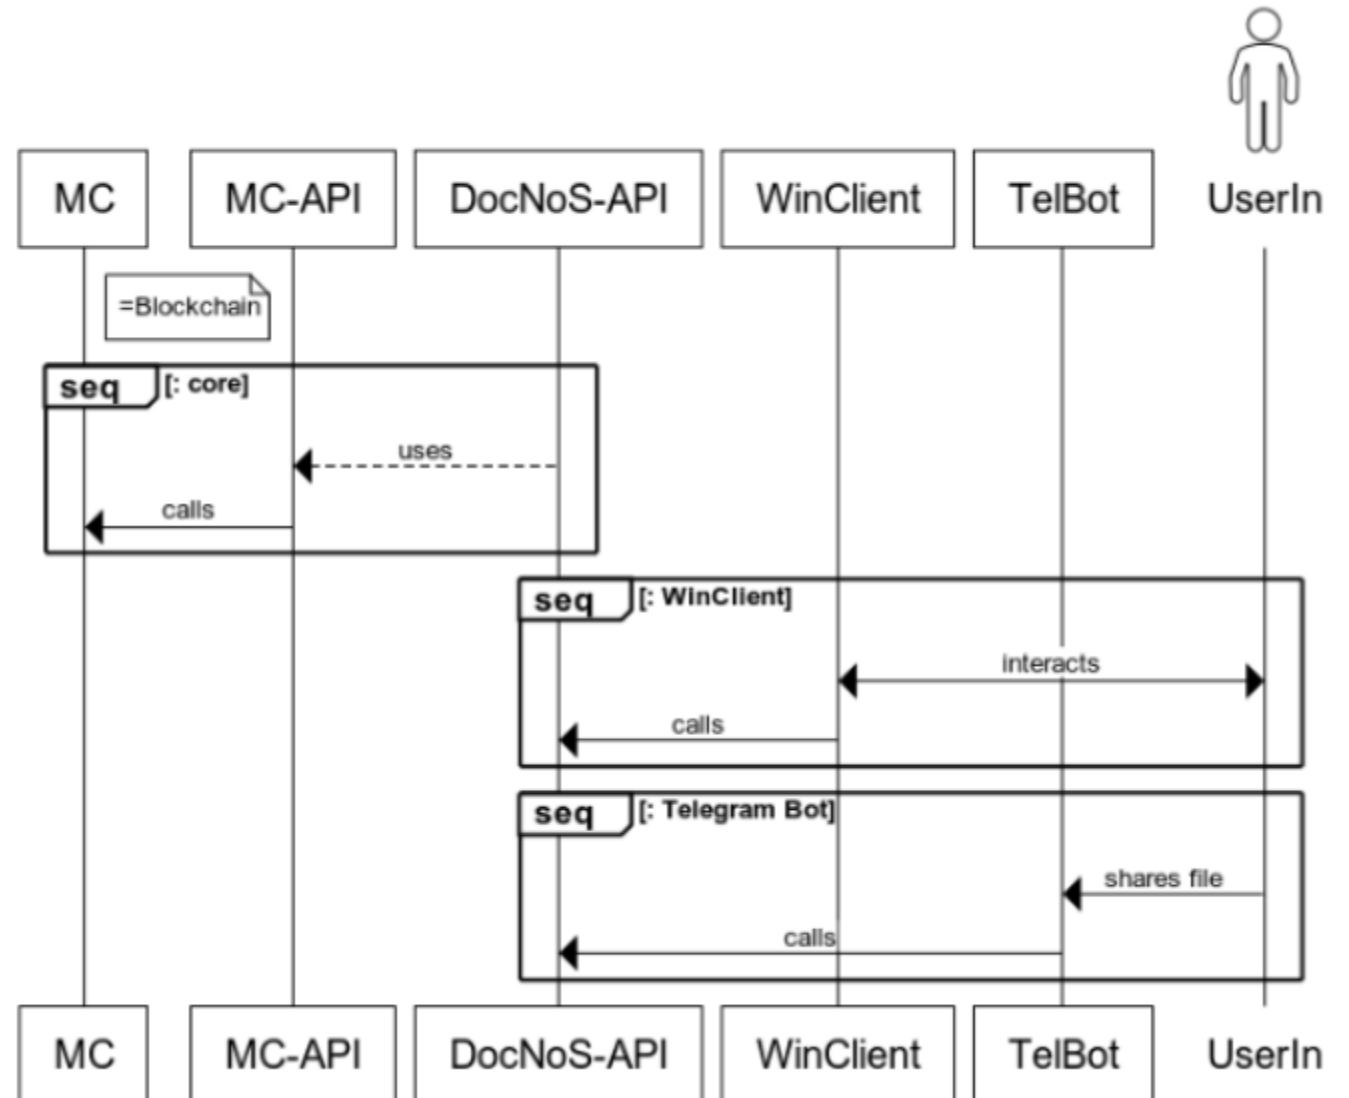 MC MC-API DocNoS-API WinClient TelBot UserIn
=Blockchain
seq [: core]
uses
calls
seq [: WinClient]
interacts
calls
seq [: Telegram Bot]
shares file
calls
MC MC-API DocNoS-API WinClient TelBot UserIn